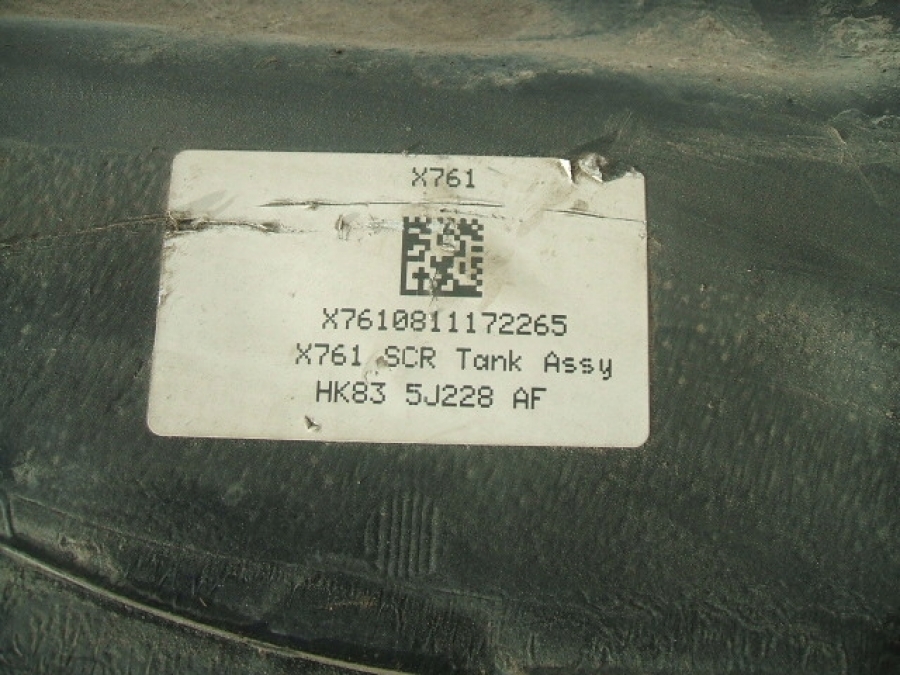 X761
X7610811172265
X761 SCR Tank Assy
HK83 5J228 AF